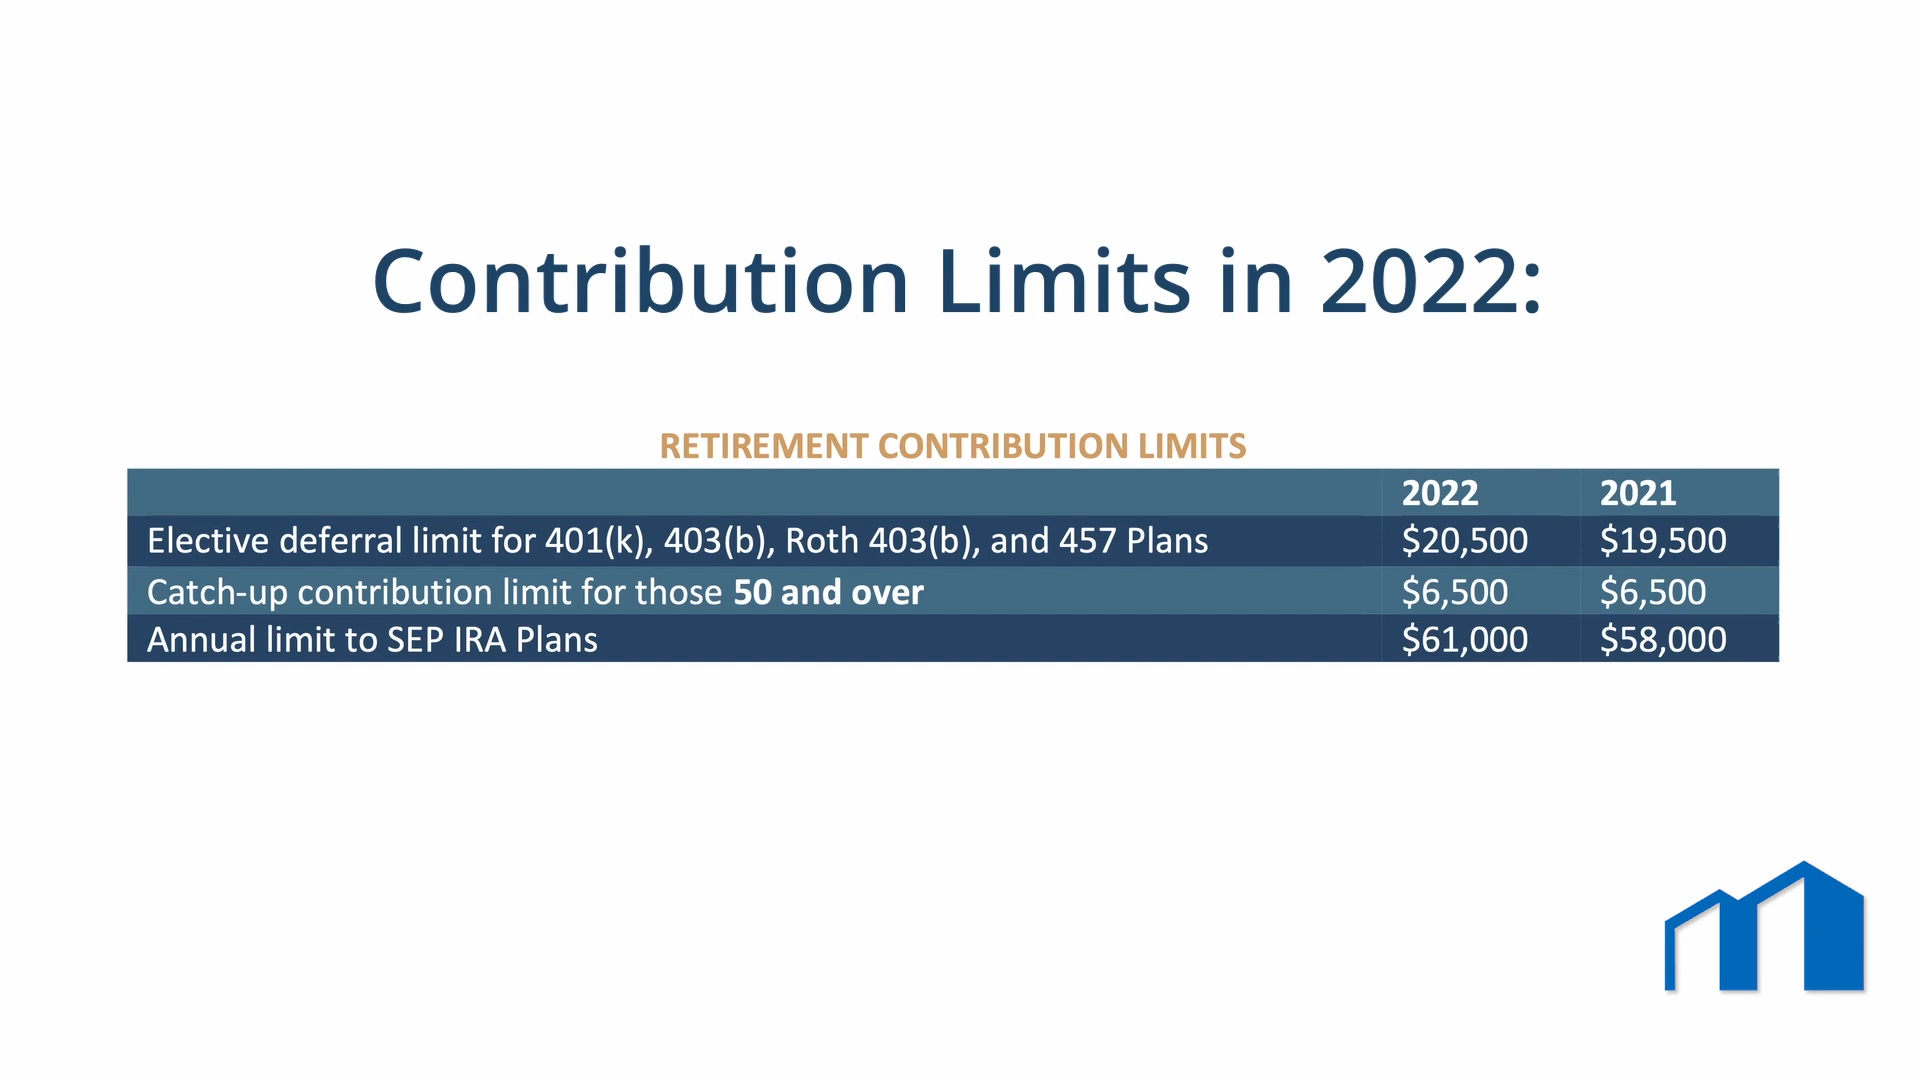 Contribution Limits in 2022:
RETIREMENT CONTRIBUTION LIMITS
2022 2021
Elective deferral limit for 401(k), 403(b), Roth 403(b), and 457 Plans $20,500 $19,500
Catch-up contribution limit for those 50 and over $6,500 $6,500
Annual limit to SEP IRA Plans $61,000 $58,000